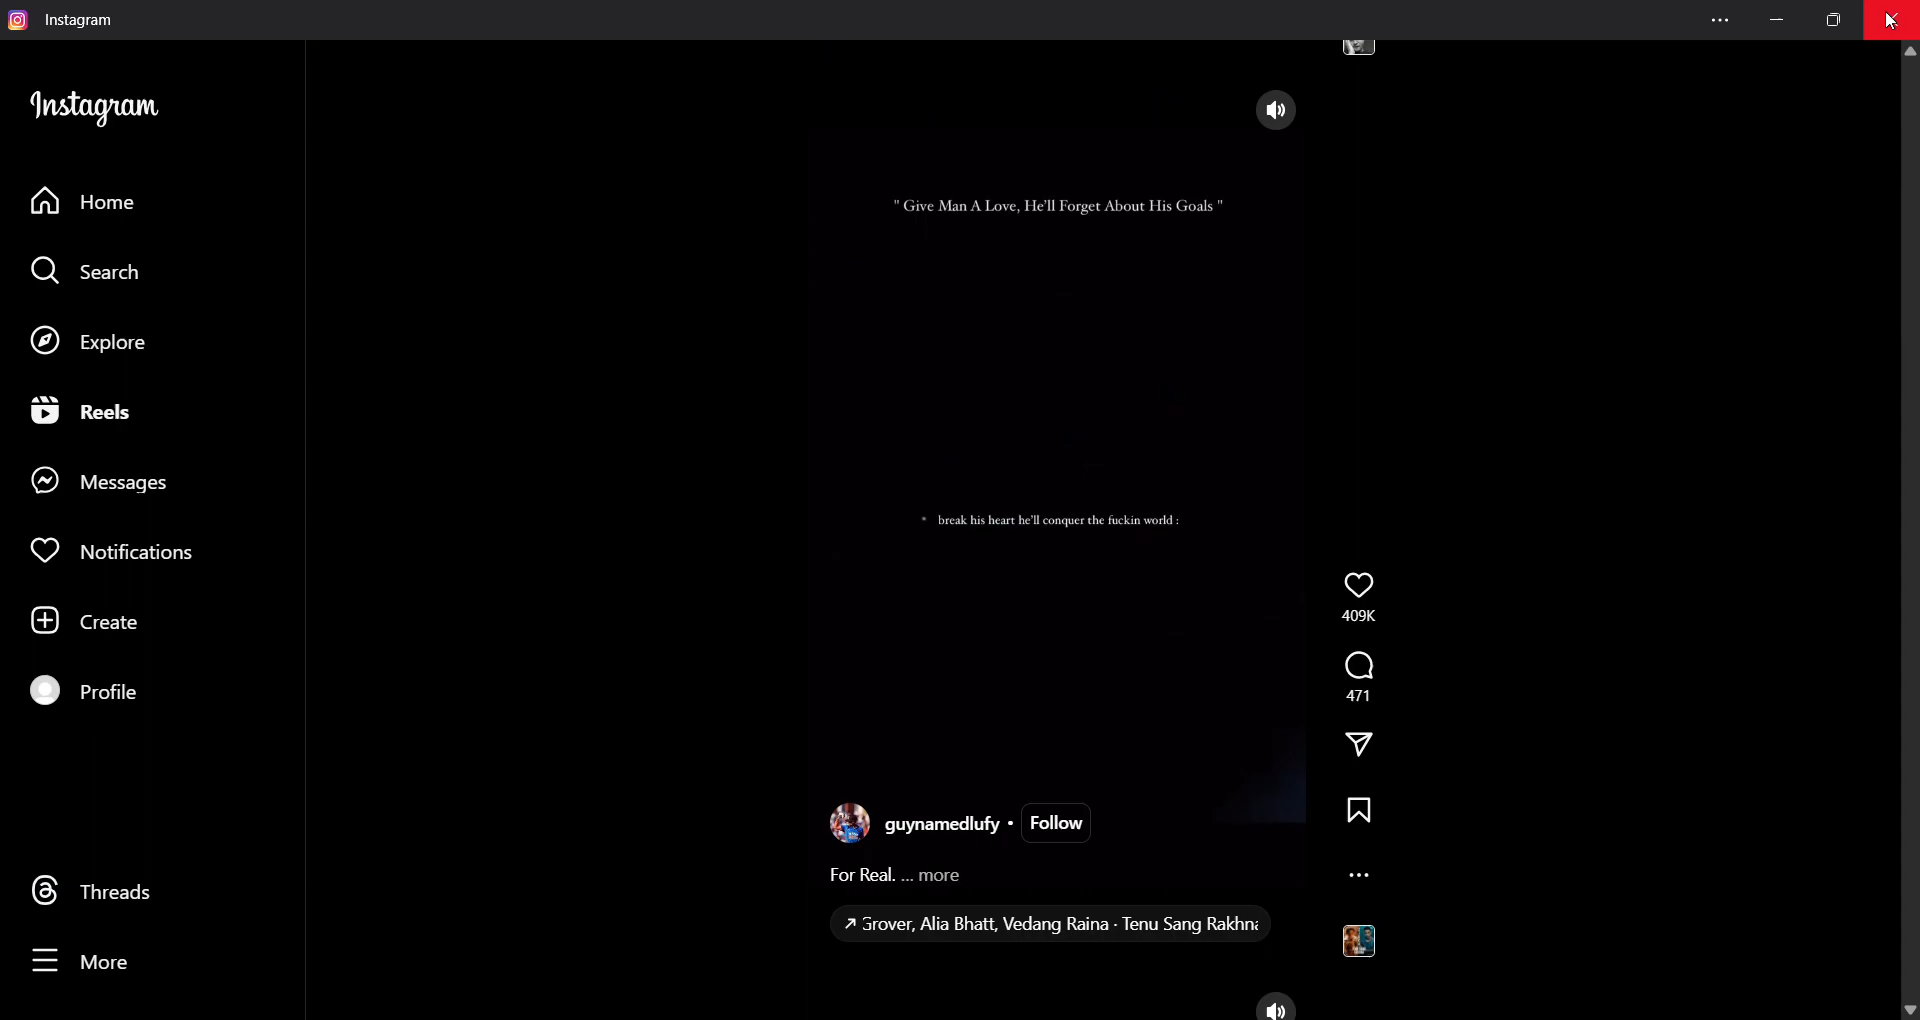 Instagram
Instagram
Home
Search
Explore
Reels
Messages
Notifications
Create
Profile
Threads
More
" Give Man A Love, He'll Forget About His Goals "
* break his heart he'll conquer the fuckin world :
409K
471
guynamedlufy • Follow
For Real. ... more
Grover, Alia Bhatt, Vedang Raina · Tenu Sang Rakhna